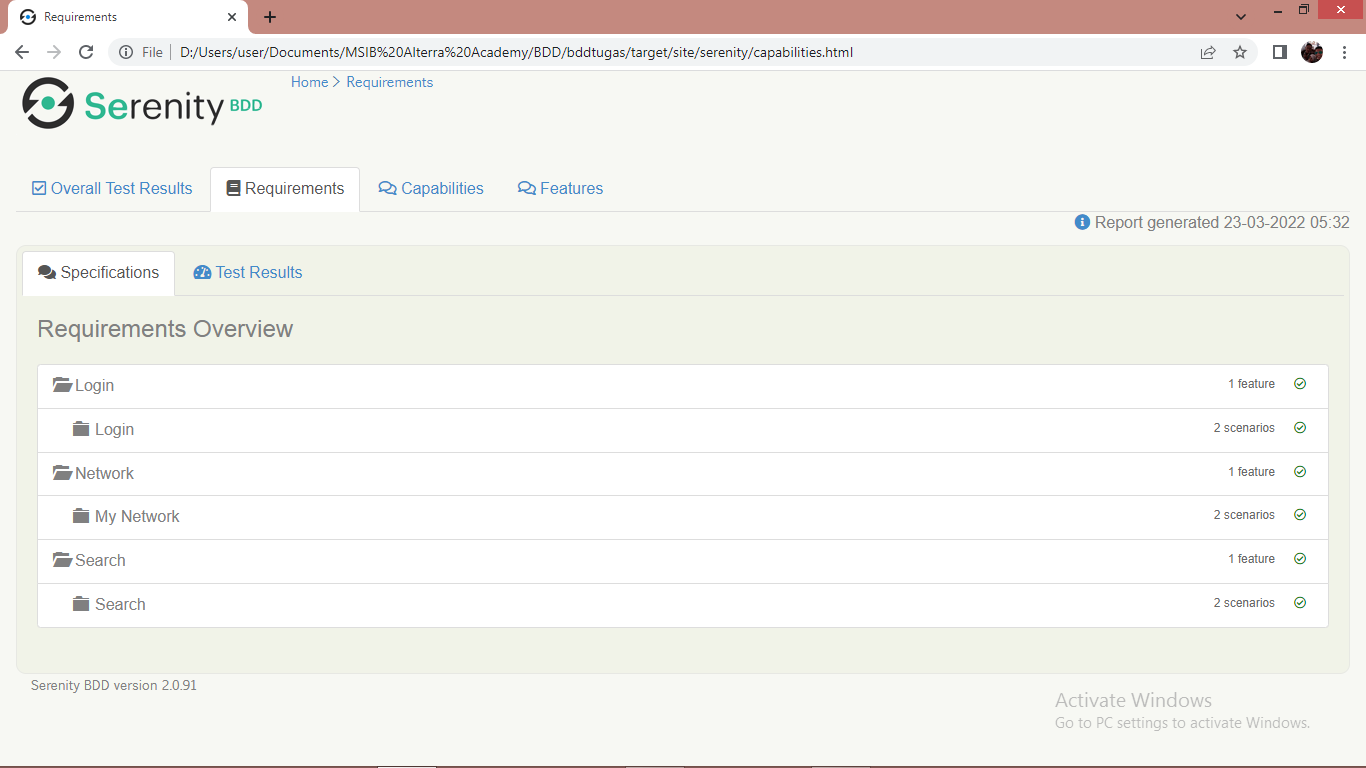 Requirements
File D:/Users/user/Documents/MSIB%20Alterra%20Academy/BDD/bddtugas/target/site/serenity/capabilities.html
Serenity BDD
Home > Requirements
Overall Test Results Requirements Capabilities Features
Report generated 23-03-2022 05:32
Specifications Test Results
Requirements Overview
Login 1 feature
Login 2 scenarios
Network 1 feature
My Network 2 scenarios
Search 1 feature
Search 2 scenarios
Serenity BDD version 2.0.91
Activate Windows
Go to PC settings to activate Windows.